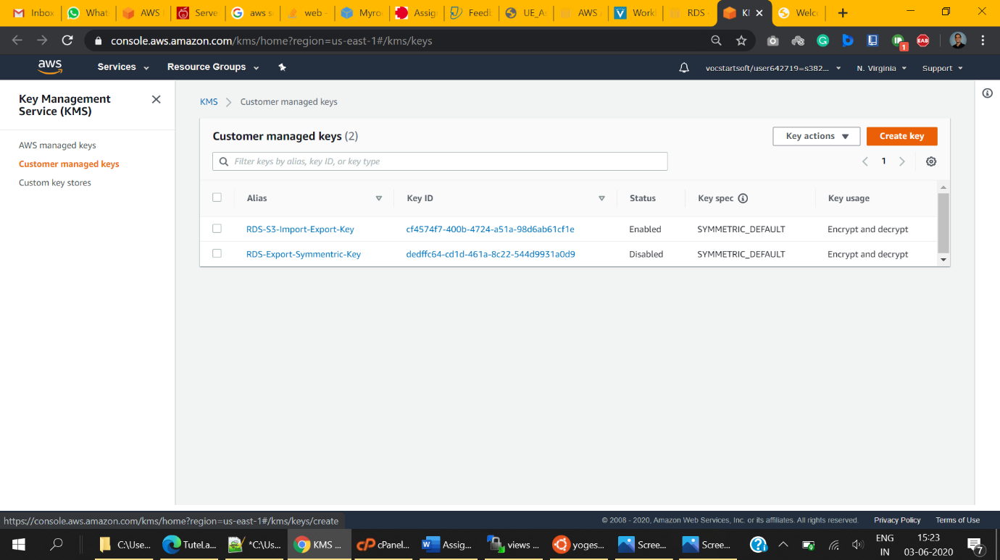 Inbox What AWS Serve aws s web - Myro Assig Feedb UE_A AWS Work RDS Welc
console.aws.amazon.com/kms/home?region=us-east-1#/kms/keys
1 EAB
aws Services Resource Groups vocstartsoft/user642719=s382... N. Virginia Support
Key Management
Service (KMS)
AWS managed keys
Customer managed keys
Custom key stores
KMS Customer managed keys
Customer managed keys (2) Key actions Create key
Filter keys by alias, key ID, or key type 1
Alias Key ID Status Key spec Key usage
RDS-S3-Import-Export-Key cf4574f7-400b-4724-a51a-98d6ab61cf1e Enabled SYMMETRIC_DEFAULT Encrypt and decrypt
RDS-Export-Symmentric-Key dedffc64-cd1d-461a-8c22-544d9931a0d9 Disabled SYMMETRIC_DEFAULT Encrypt and decrypt
https://console.aws.amazon.com/kms/home?region=us-east-1#/kms/keys/create © 2008 - 2020, Amazon Web Services, Inc. or its affiliates. All rights reserved. Privacy Policy Terms of Use
C:\Use... TuteLa... *C:\Us... KMS ... cPanel... Assig... views ... yoges... Scree... Scree... ENG 15:23
IN 03-06-2020 7